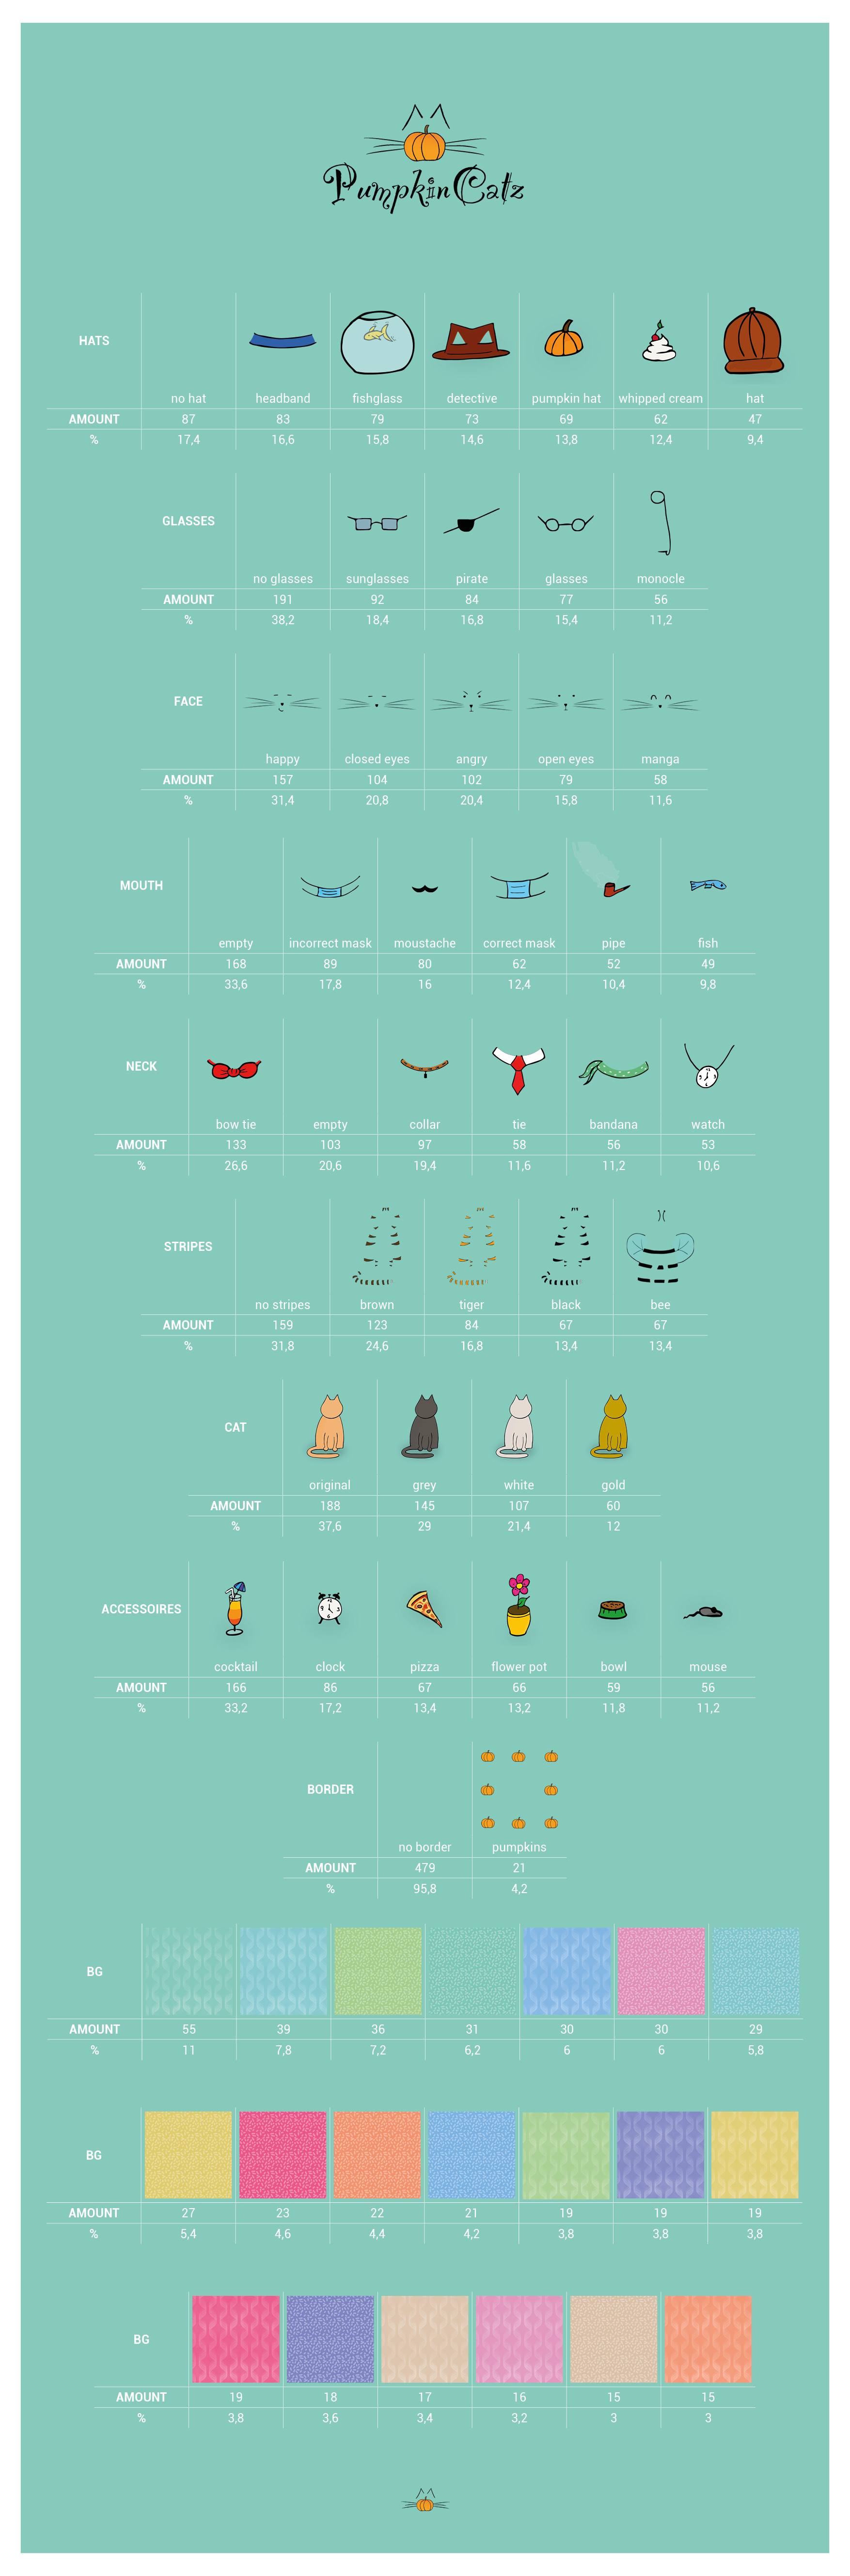 PumpkinCatz
HATS
no hat headband fishglass detective pumpkin hat whipped cream hat
AMOUNT 87 83 79 73 69 62 47
% 17,4 16,6 15,8 14,6 13,8 12,4 9,4
GLASSES
no glasses sunglasses pirate glasses monocle
AMOUNT 191 92 84 77 56
% 38,2 18,4 16,8 15,4 11,2
FACE
happy closed eyes angry open eyes manga
AMOUNT 157 104 102 79 58
% 31,4 20,8 20,4 15,8 11,6
MOUTH
empty incorrect mask moustache correct mask pipe fish
AMOUNT 168 89 80 62 52 49
% 33,6 17,8 16 12,4 10,4 9,8
NECK
bow tie empty collar tie bandana watch
AMOUNT 133 103 97 58 56 53
% 26,6 20,6 19,4 11,6 11,2 10,6
STRIPES
no stripes brown tiger black bee
AMOUNT 159 123 84 67 67
% 31,8 24,6 16,8 13,4 13,4
CAT
original grey white gold
AMOUNT 188 145 107 60
% 37,6 29 21,4 12
ACCESSOIRES
cocktail clock pizza flower pot bowl mouse
AMOUNT 166 86 67 66 59 56
% 33,2 17,2 13,4 13,2 11,8 11,2
BORDER
no border pumpkins
AMOUNT 479 21
% 95,8 4,2
BG
AMOUNT 55 39 36 31 30 30 29
% 11 7,8 7,2 6,2 6 6 5,8
BG
AMOUNT 27 23 22 21 19 19 19
% 5,4 4,6 4,4 4,2 3,8 3,8 3,8
BG
AMOUNT 19 18 17 16 15 15
% 3,8 3,6 3,4 3,2 3 3